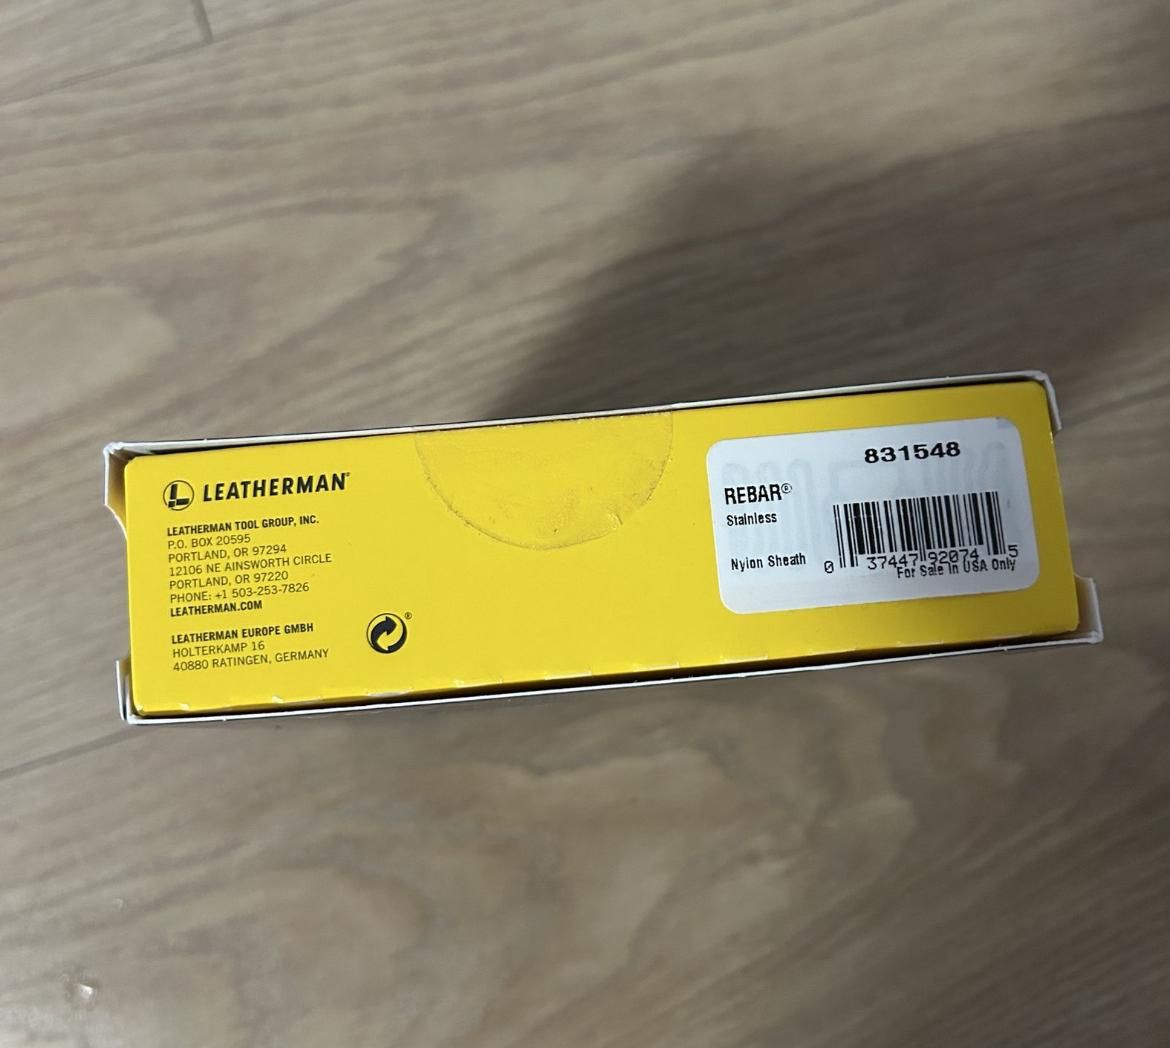 LEATHERMAN®
LEATHERMAN TOOL GROUP, INC.
P.O. BOX 20595
PORTLAND, OR 97294
12106 NE AINSWORTH CIRCLE
PORTLAND, OR 97220
PHONE: +1 503-253-7826
LEATHERMAN.COM
LEATHERMAN EUROPE GMBH
HOLTERKAMP 16
40880 RATINGEN, GERMANY
®
831548
REBAR®
Stainless
Nylon Sheath
0 37447 92074 5
For Sale in USA Only